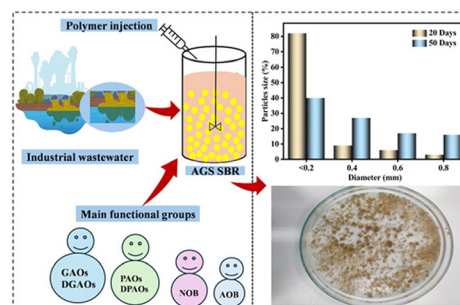 Polymer injection
Industrial wastewater
AGS SBR
Main functional groups
GAOs
DGAOs
PAOs
DPAOs
NOB
AOB
20 Days
50 Days
Particles size (%)
80
70
60
50
40
30
20
10
0
<0.2
0.4
0.6
0.8
Diameter (mm)